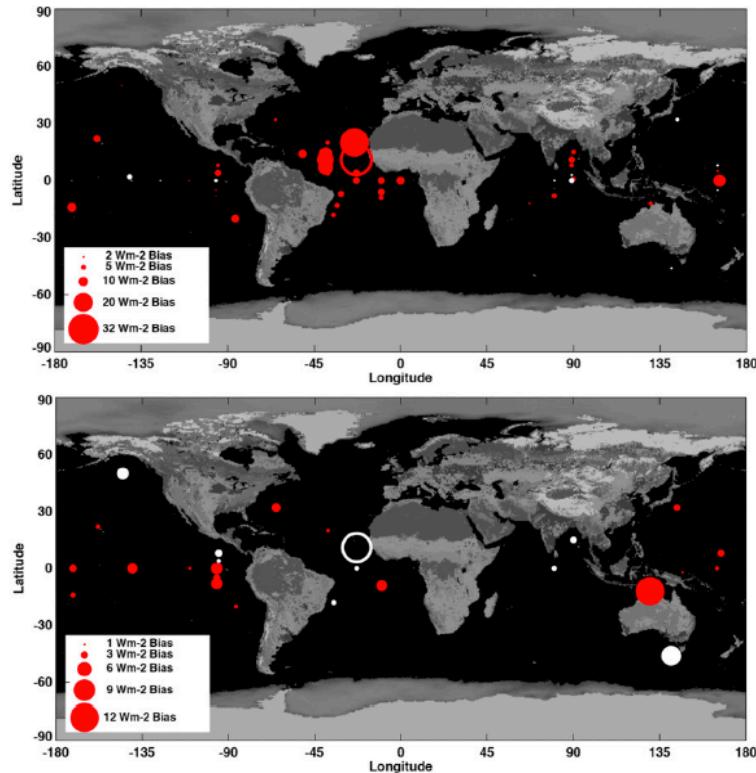 90
60
30
Latitude
0
-30
-60
-90
2 Wm-2 Bias
5 Wm-2 Bias
10 Wm-2 Bias
20 Wm-2 Bias
32 Wm-2 Bias
-180 -135 -90 -45 0 45 90 135 180
Longitude
90
60
30
Latitude
0
-30
-60
-90
1 Wm-2 Bias
3 Wm-2 Bias
6 Wm-2 Bias
9 Wm-2 Bias
12 Wm-2 Bias
-180 -135 -90 -45 0 45 90 135 180
Longitude